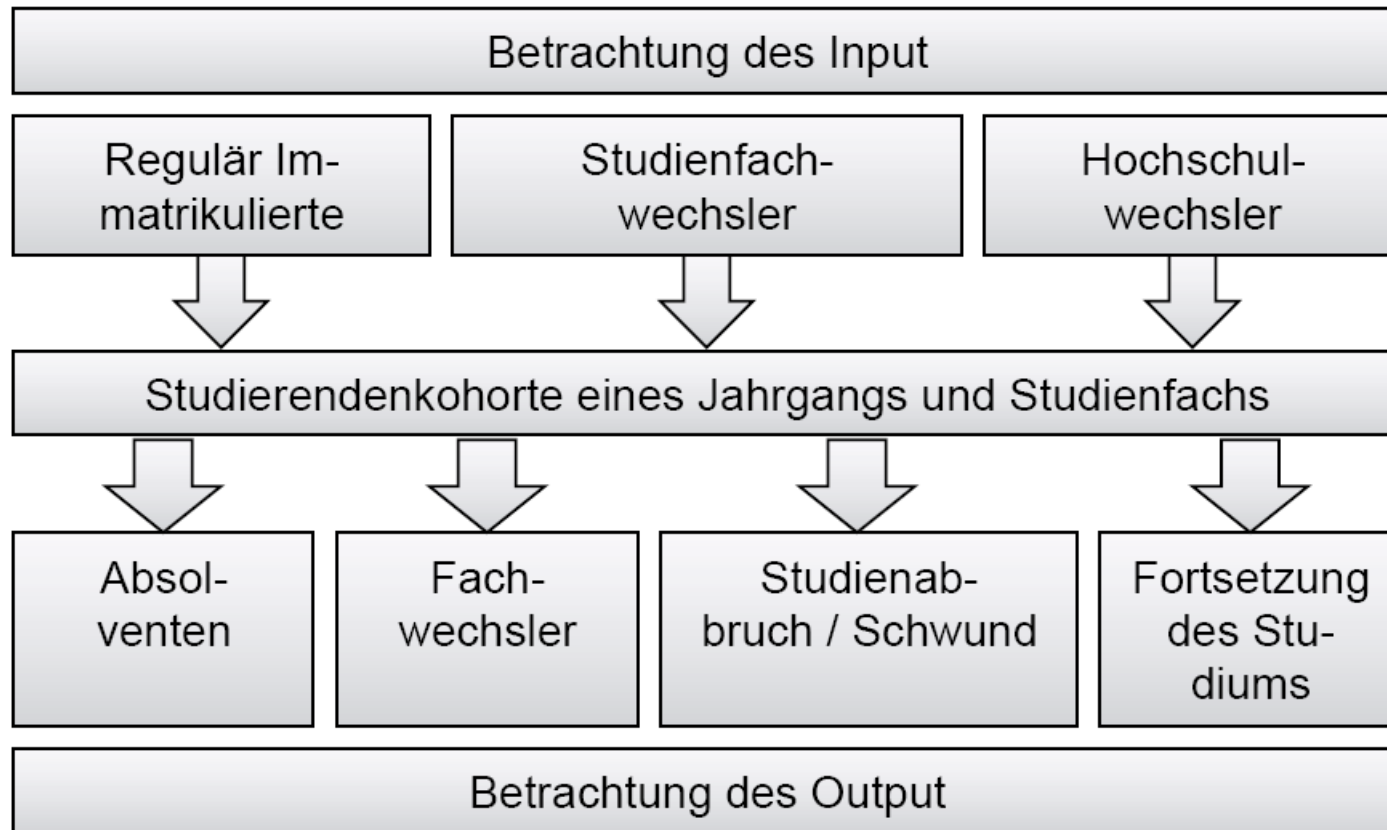 Betrachtung des Input
Regulär Im-
matrikulierte
Studienfach-
wechsler
Hochschul-
wechsler
Studierendenkohorte eines Jahrgangs und Studienfachs
Absol-
venten
Fach-
wechsler
Studienab-
bruch / Schwund
Fortsetzung
des Stu-
diums
Betrachtung des Output